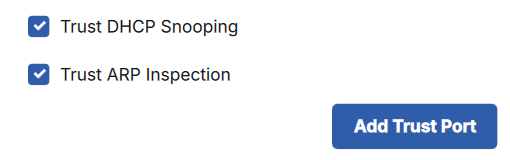 Trust DHCP Snooping
Trust ARP Inspection
Add Trust Port